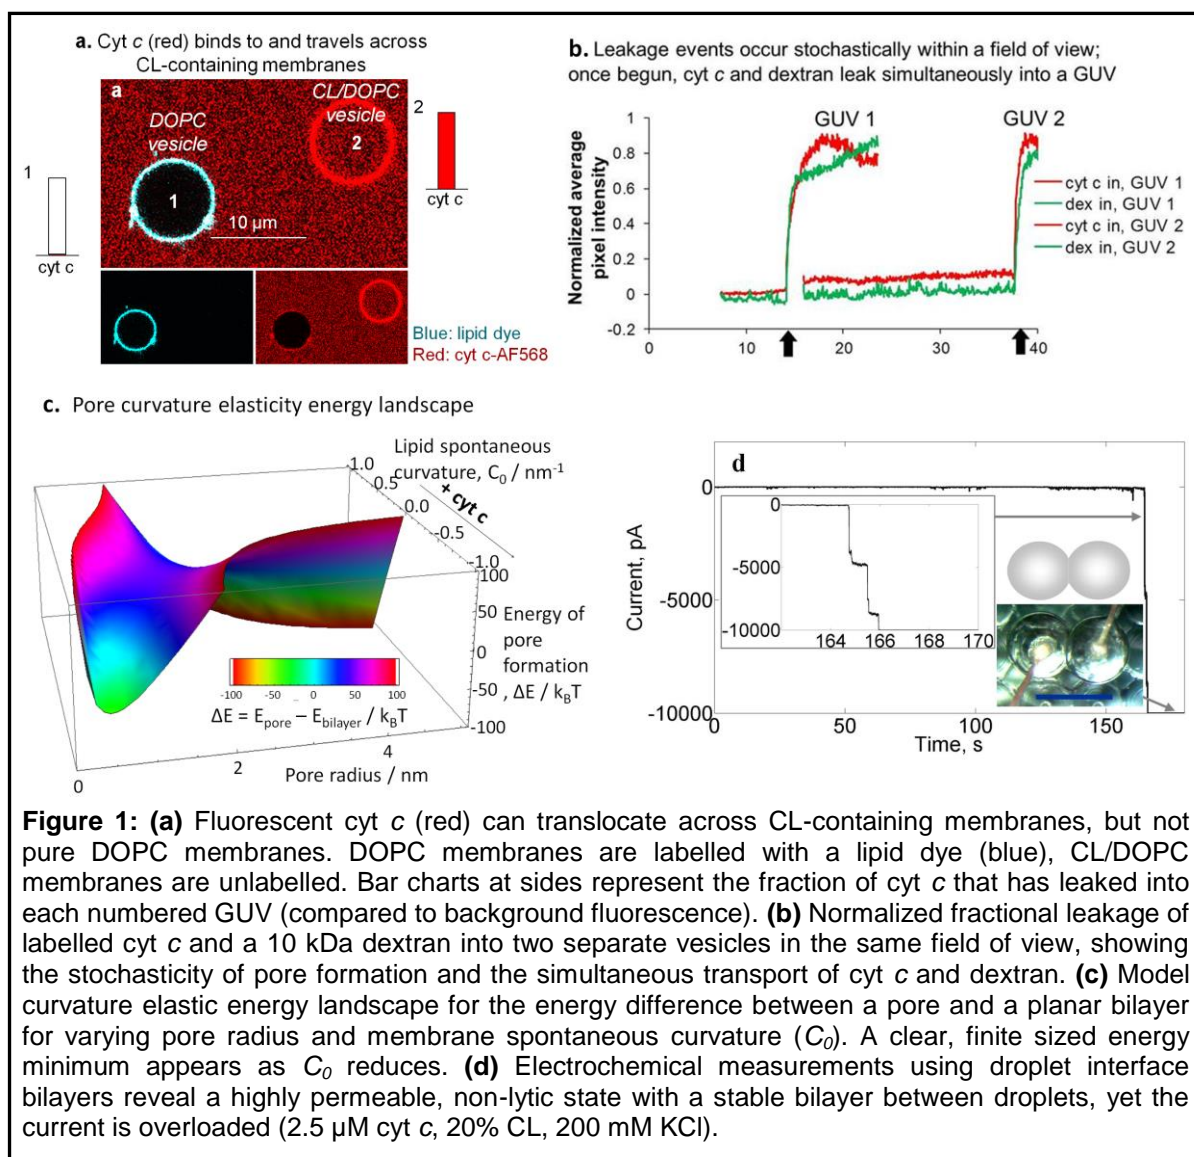 a. Cyt c (red) binds to and travels across
CL-containing membranes
a
DOPC
vesicle
CL/DOPC
vesicle
1
2
10 µm
1
cyt c
2
cyt c
Blue: lipid dye
Red: cyt c-AF568
b. Leakage events occur stochastically within a field of view;
once begun, cyt c and dextran leak simultaneously into a GUV
Normalized average
pixel intensity
1
0.8
0.6
0.4
0.2
0
-0.2
0
10
20
30
40
GUV 1
GUV 2
cyt c in, GUV 1
dex in, GUV 1
cyt c in, GUV 2
dex in, GUV 2
c. Pore curvature elasticity energy landscape
Lipid spontaneous
curvature, C0 / nm-1
1.0
0.5
0.0
-0.5
-1.0
+ cyt c
100
50
0
-50
-100
Energy of
pore
formation
, ΔE / kBT
-100
-50
0
50
100
ΔE = Epore – Ebilayer / kBT
0
2
4
Pore radius / nm
d
Current, pA
0
-5000
-10000
0
50
100
150
Time, s
0
-5000
-10000
164
166
168
170
Figure 1: (a) Fluorescent cyt c (red) can translocate across CL-containing membranes, but not
pure DOPC membranes. DOPC membranes are labelled with a lipid dye (blue), CL/DOPC
membranes are unlabelled. Bar charts at sides represent the fraction of cyt c that has leaked into
each numbered GUV (compared to background fluorescence). (b) Normalized fractional leakage of
labelled cyt c and a 10 kDa dextran into two separate vesicles in the same field of view, showing
the stochasticity of pore formation and the simultaneous transport of cyt c and dextran. (c) Model
curvature elastic energy landscape for the energy difference between a pore and a planar bilayer
for varying pore radius and membrane spontaneous curvature (C0). A clear, finite sized energy
minimum appears as C0 reduces. (d) Electrochemical measurements using droplet interface
bilayers reveal a highly permeable, non-lytic state with a stable bilayer between droplets, yet the
current is overloaded (2.5 µM cyt c, 20% CL, 200 mM KCl).